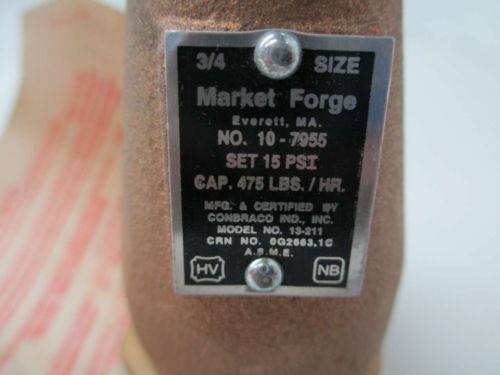 3/4 SIZE
Market Forge
Everett, MA.
NO. 10-7955
SET 15 PSI
CAP. 475 LBS./HR.
MFG. & CERTIFIED BY
CONBRACO IND., INC.
MODEL NO. 13-211
CRN NO. 0G2663.1C
A.S.M.E.
HV NB